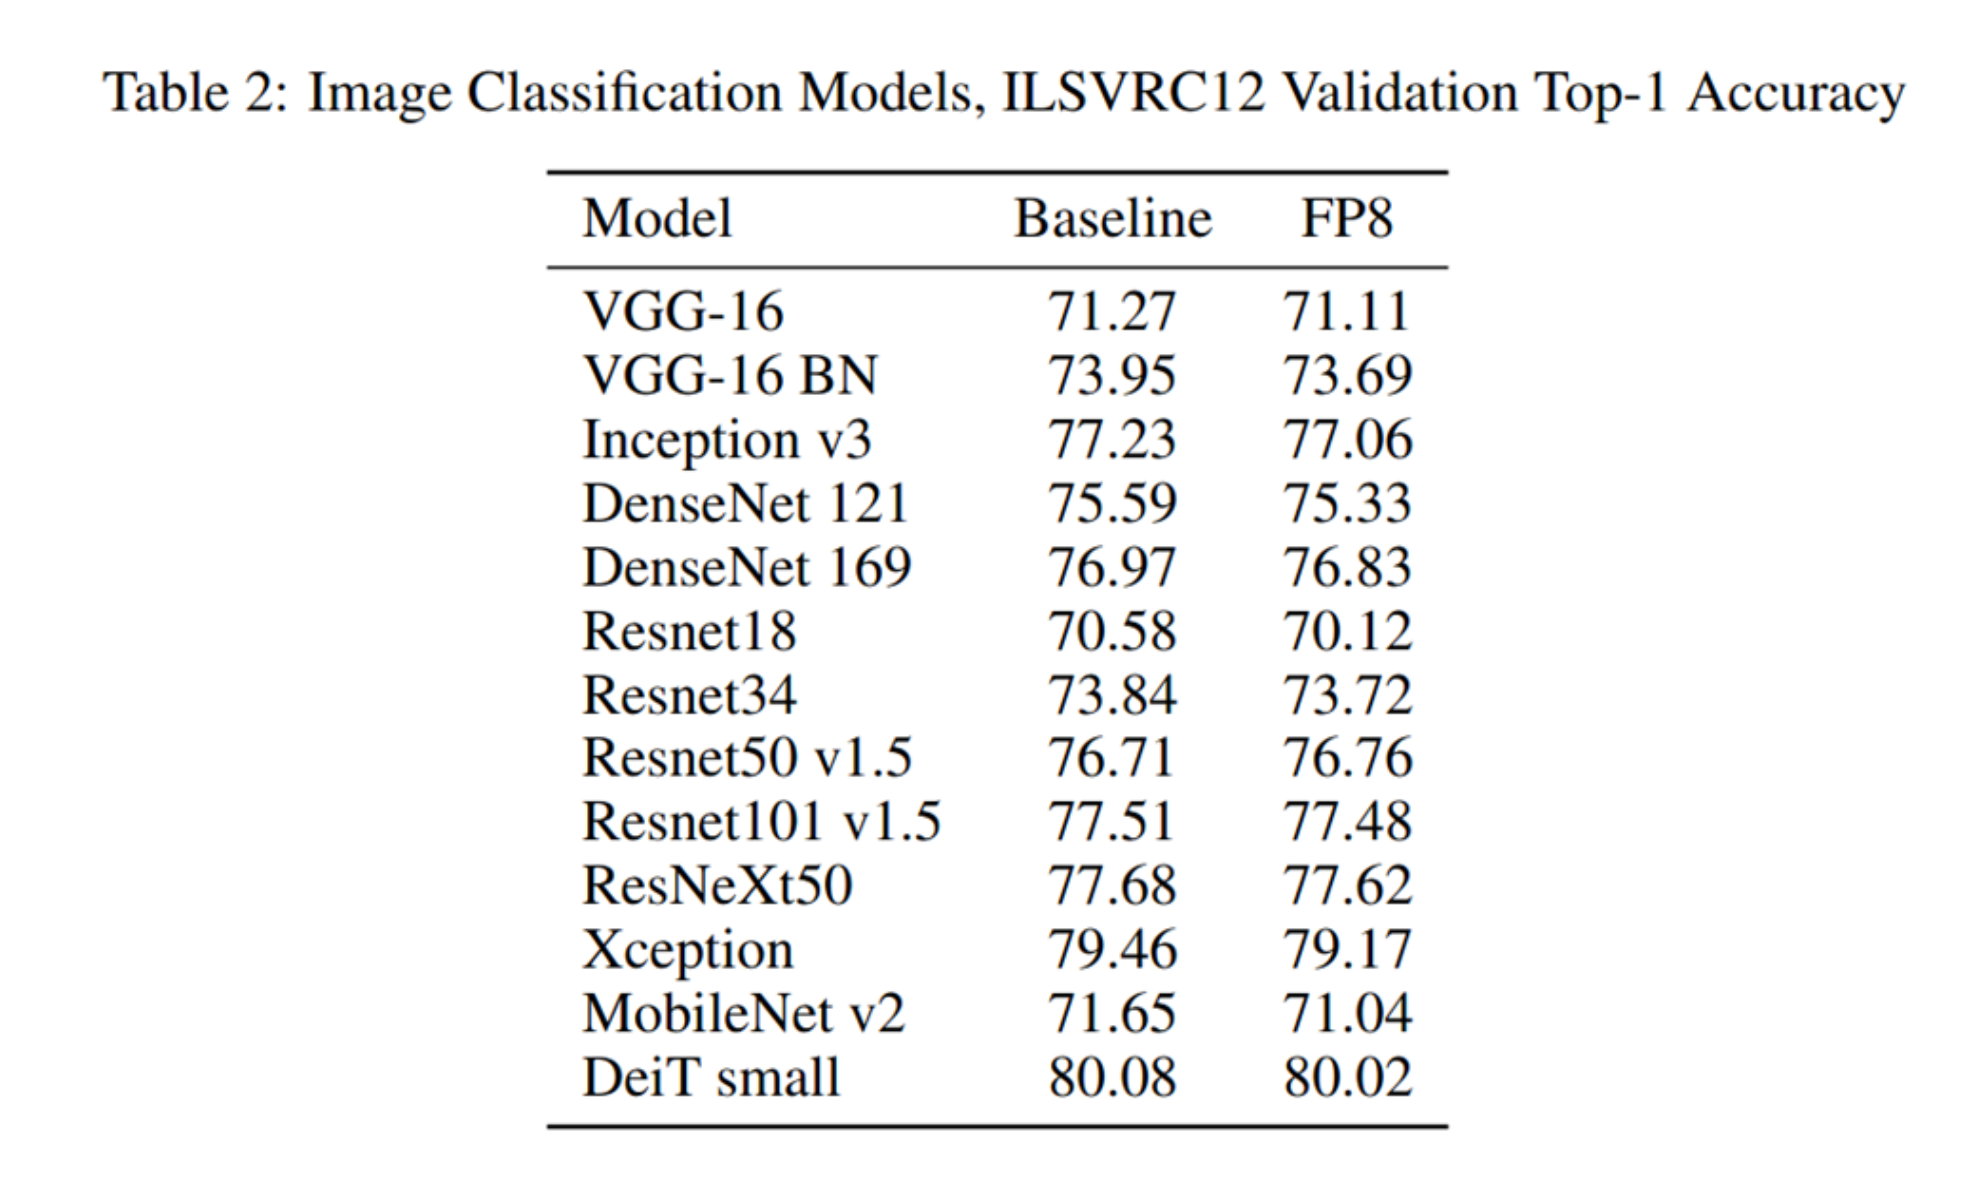 Table 2: Image Classification Models, ILSVRC12 Validation Top-1 Accuracy
Model Baseline FP8
VGG-16 71.27 71.11
VGG-16 BN 73.95 73.69
Inception v3 77.23 77.06
DenseNet 121 75.59 75.33
DenseNet 169 76.97 76.83
Resnet18 70.58 70.12
Resnet34 73.84 73.72
Resnet50 v1.5 76.71 76.76
Resnet101 v1.5 77.51 77.48
ResNeXt50 77.68 77.62
Xception 79.46 79.17
MobileNet v2 71.65 71.04
DeiT small 80.08 80.02